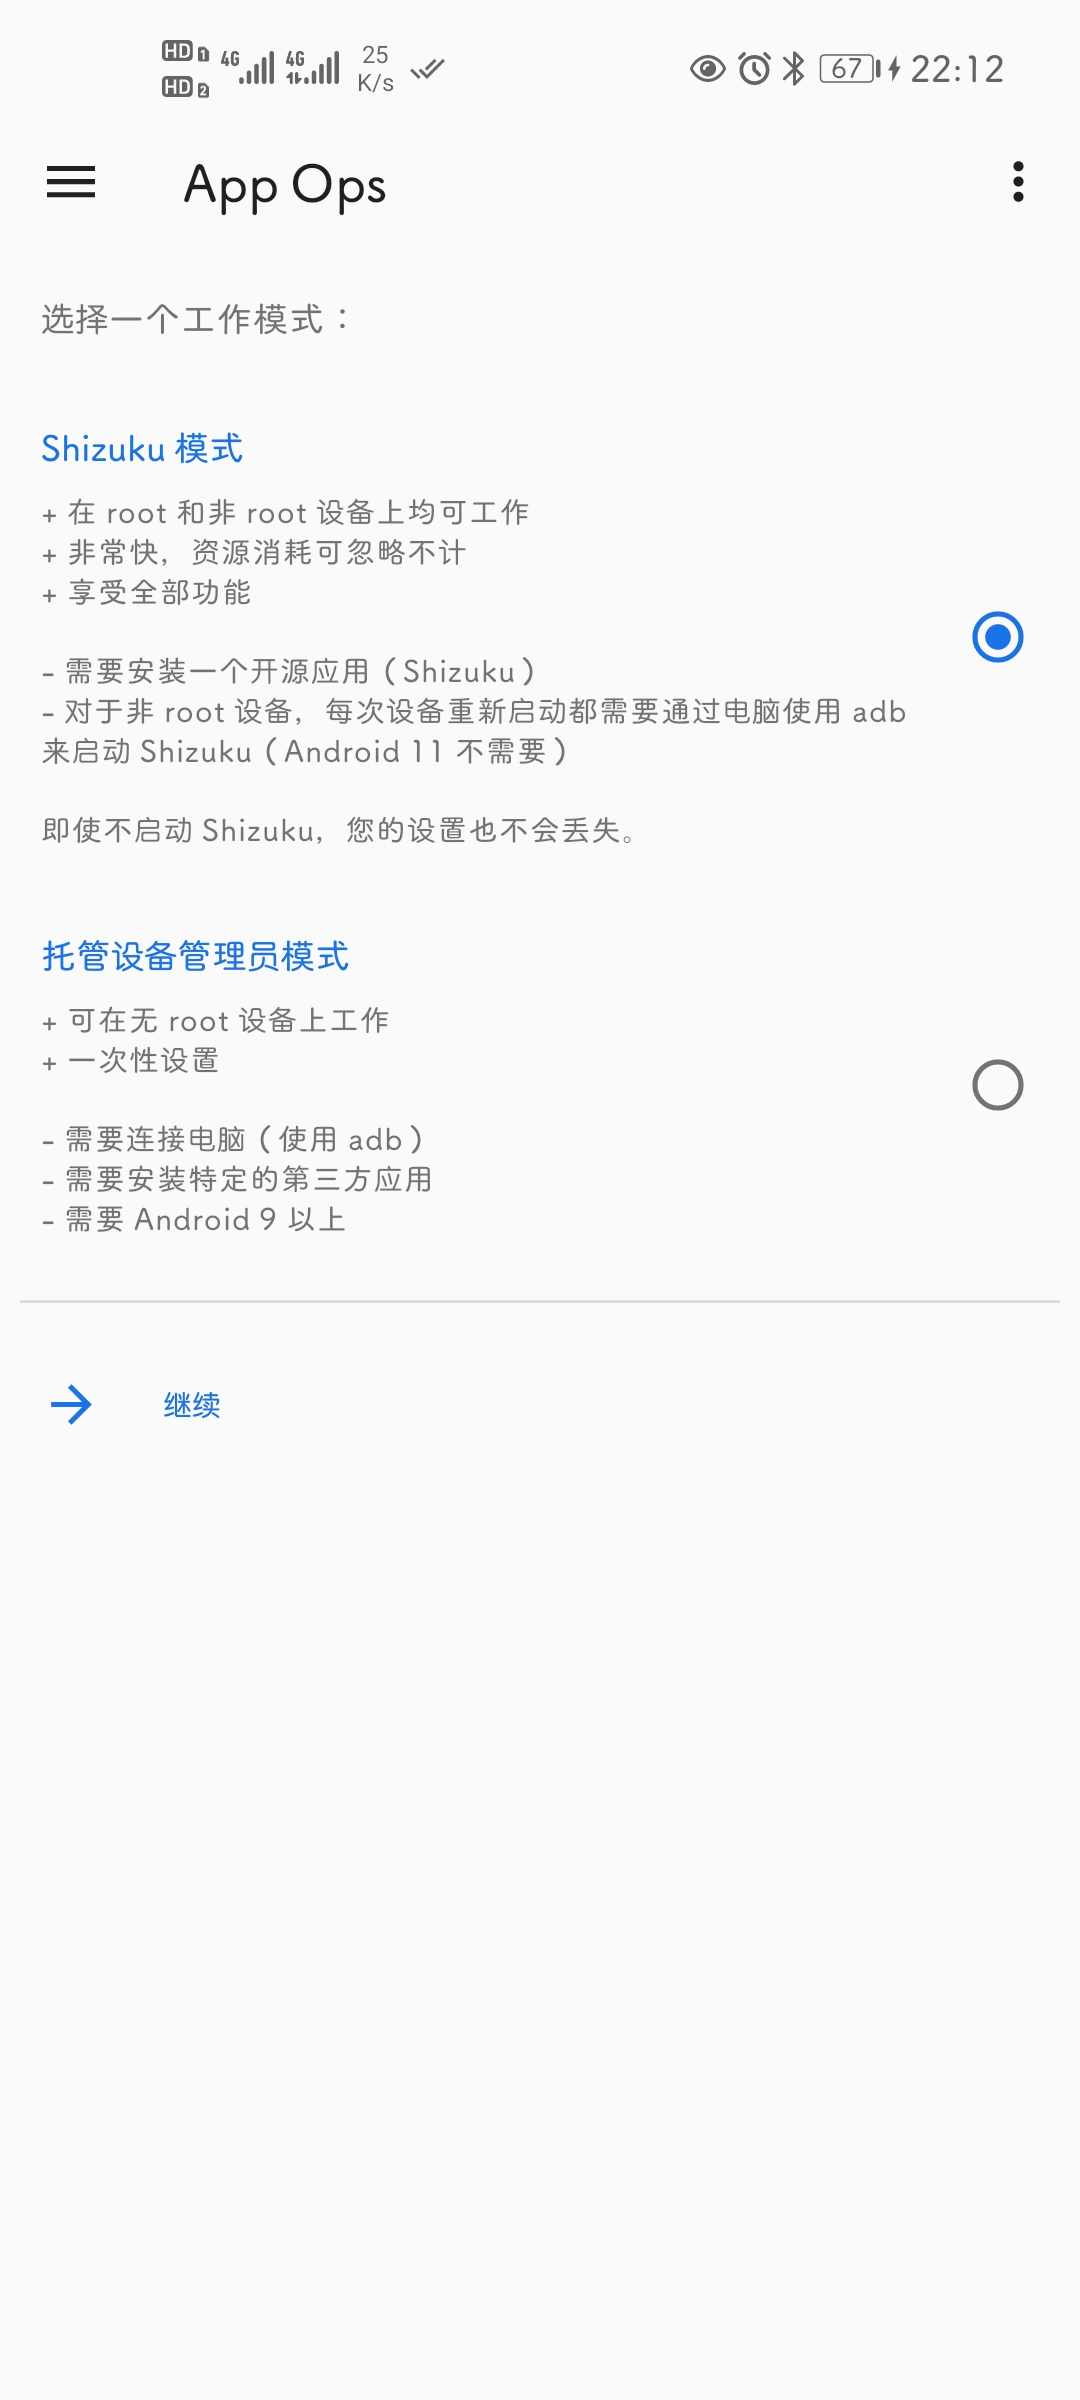 HD 1 4G 4G 25 67 22:12
HD 2 K/s
App Ops
选择一个工作模式：
Shizuku 模式
+ 在 root 和非 root 设备上均可工作
+ 非常快，资源消耗可忽略不计
+ 享受全部功能
- 需要安装一个开源应用（Shizuku）
- 对于非 root 设备，每次设备重新启动都需要通过电脑使用 adb
来启动 Shizuku（Android 11 不需要）
即使不启动 Shizuku，您的设置也不会丢失。
托管设备管理员模式
+ 可在无 root 设备上工作
+ 一次性设置
- 需要连接电脑（使用 adb）
- 需要安装特定的第三方应用
- 需要 Android 9 以上
继续